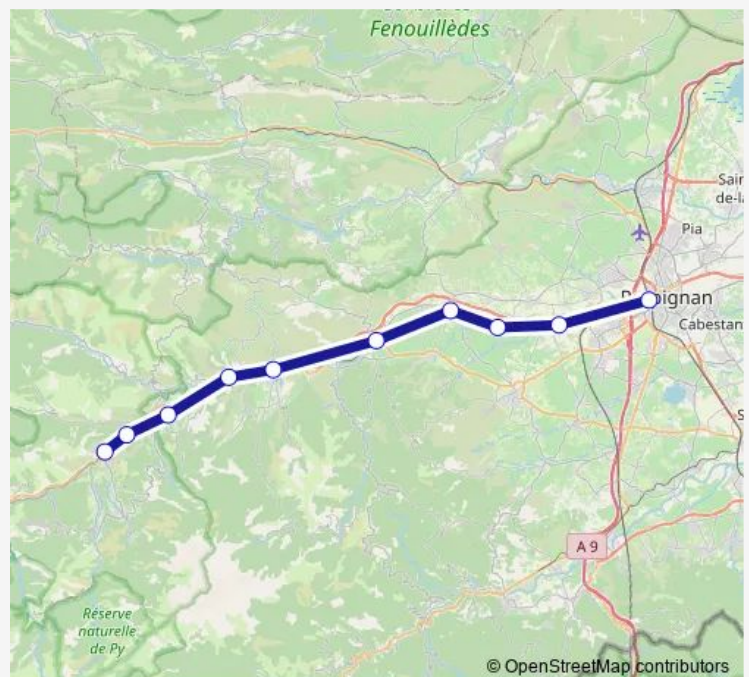 Fenouillèdes
Pia
Cabestan
A 9
Réserve
naturelle
de Py
© OpenStreetMap contributors